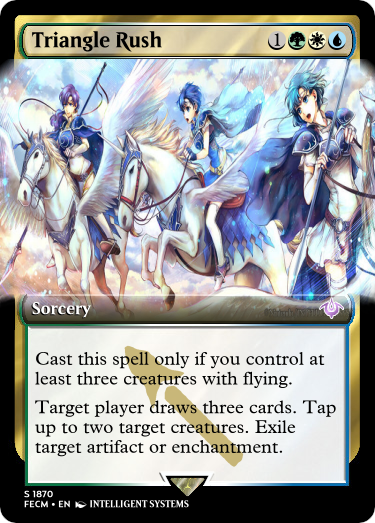 Triangle Rush 1
Sorcery
Cast this spell only if you control at
least three creatures with flying.
Target player draws three cards. Tap
up to two target creatures. Exile
target artifact or enchantment.
S 1870
FECM • EN INTELLIGENT SYSTEMS